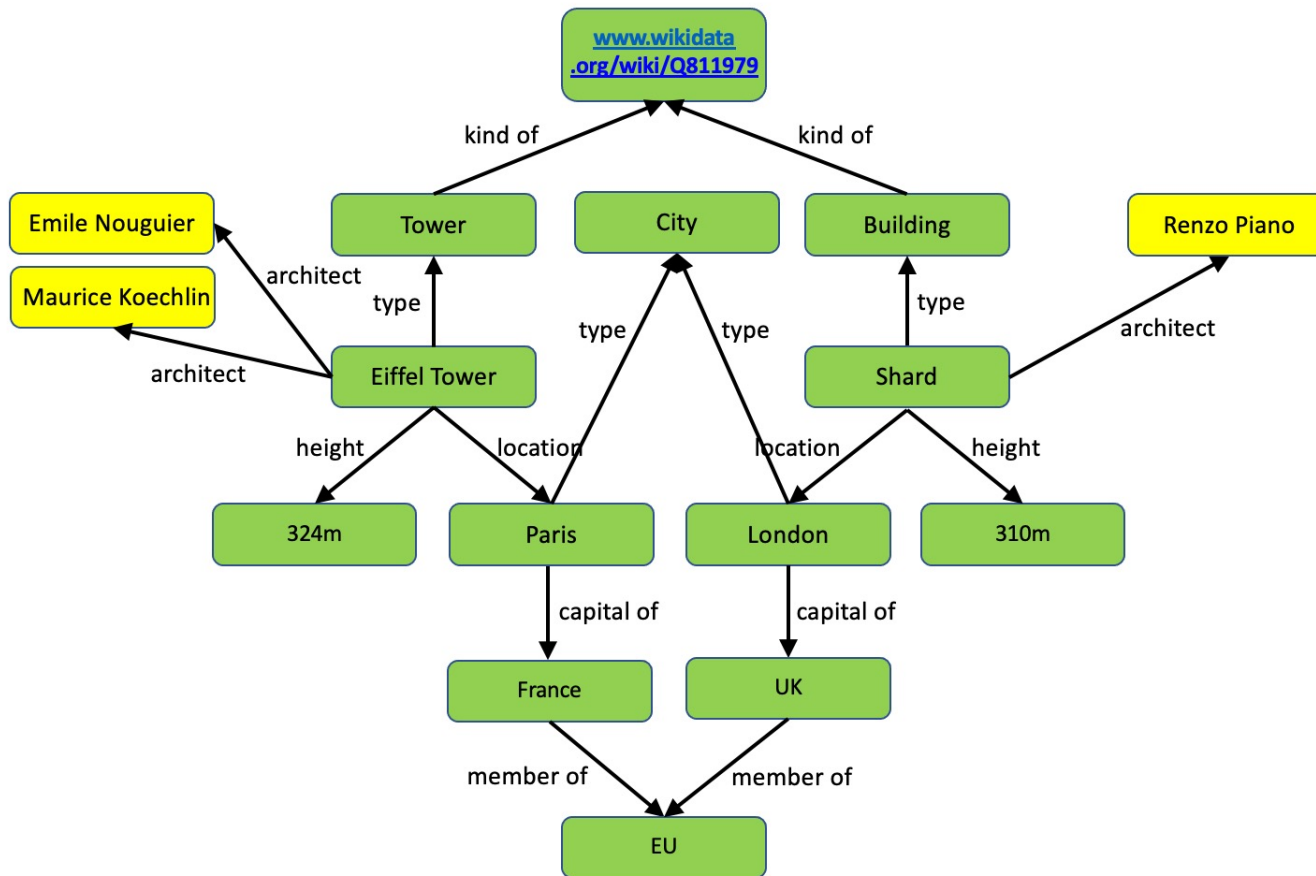 www.wikidata
.org/wiki/Q811979
kind of
kind of
Emile Nouguier
Tower
City
Building
Renzo Piano
Maurice Koechlin
architect
type
type
type
type
architect
architect
Eiffel Tower
Shard
height
location
location
height
324m
Paris
London
310m
capital of
capital of
France
UK
member of
member of
EU